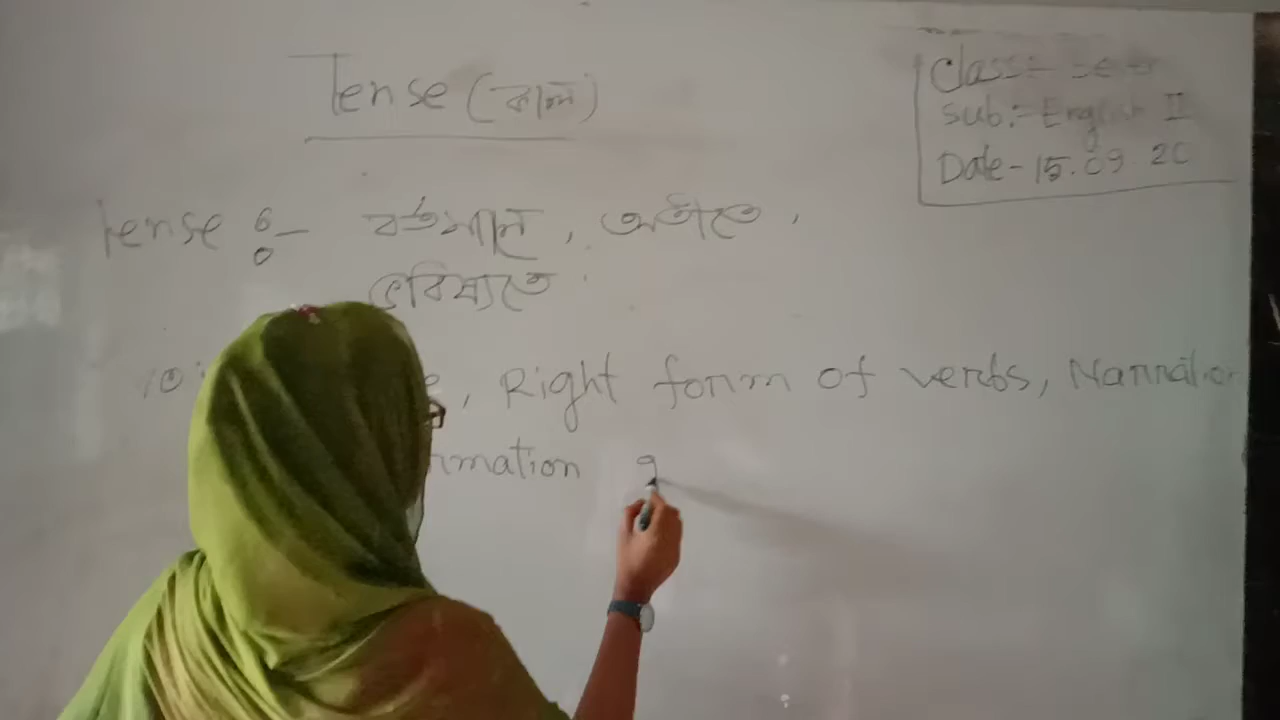 Tense (কাল)
Class:-
Sub:- English II
Date- 15.09.20
Tense ঃ- বর্তমান, অতীত,
ভবিষ্যত
Right form of verbs, Narration
rmation